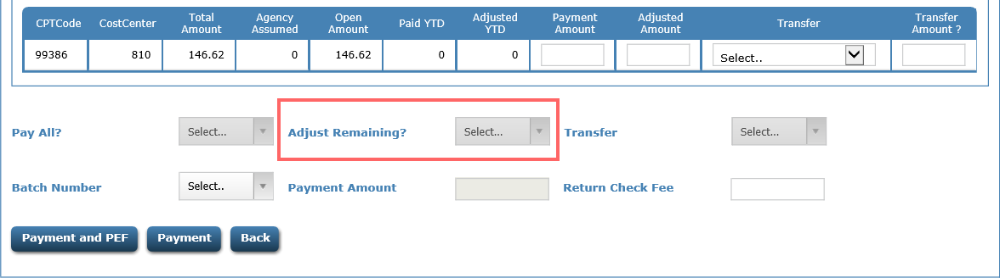 CPTCode CostCenter Total Amount Agency Assumed Open Amount Paid YTD Adjusted YTD Payment Amount Adjusted Amount Transfer Transfer Amount ?
99386 810 146.62 0 146.62 0 0 Select..
Pay All? Select... Adjust Remaining? Select... Transfer Select...
Batch Number Select.. Payment Amount Return Check Fee
Payment and PEF Payment Back